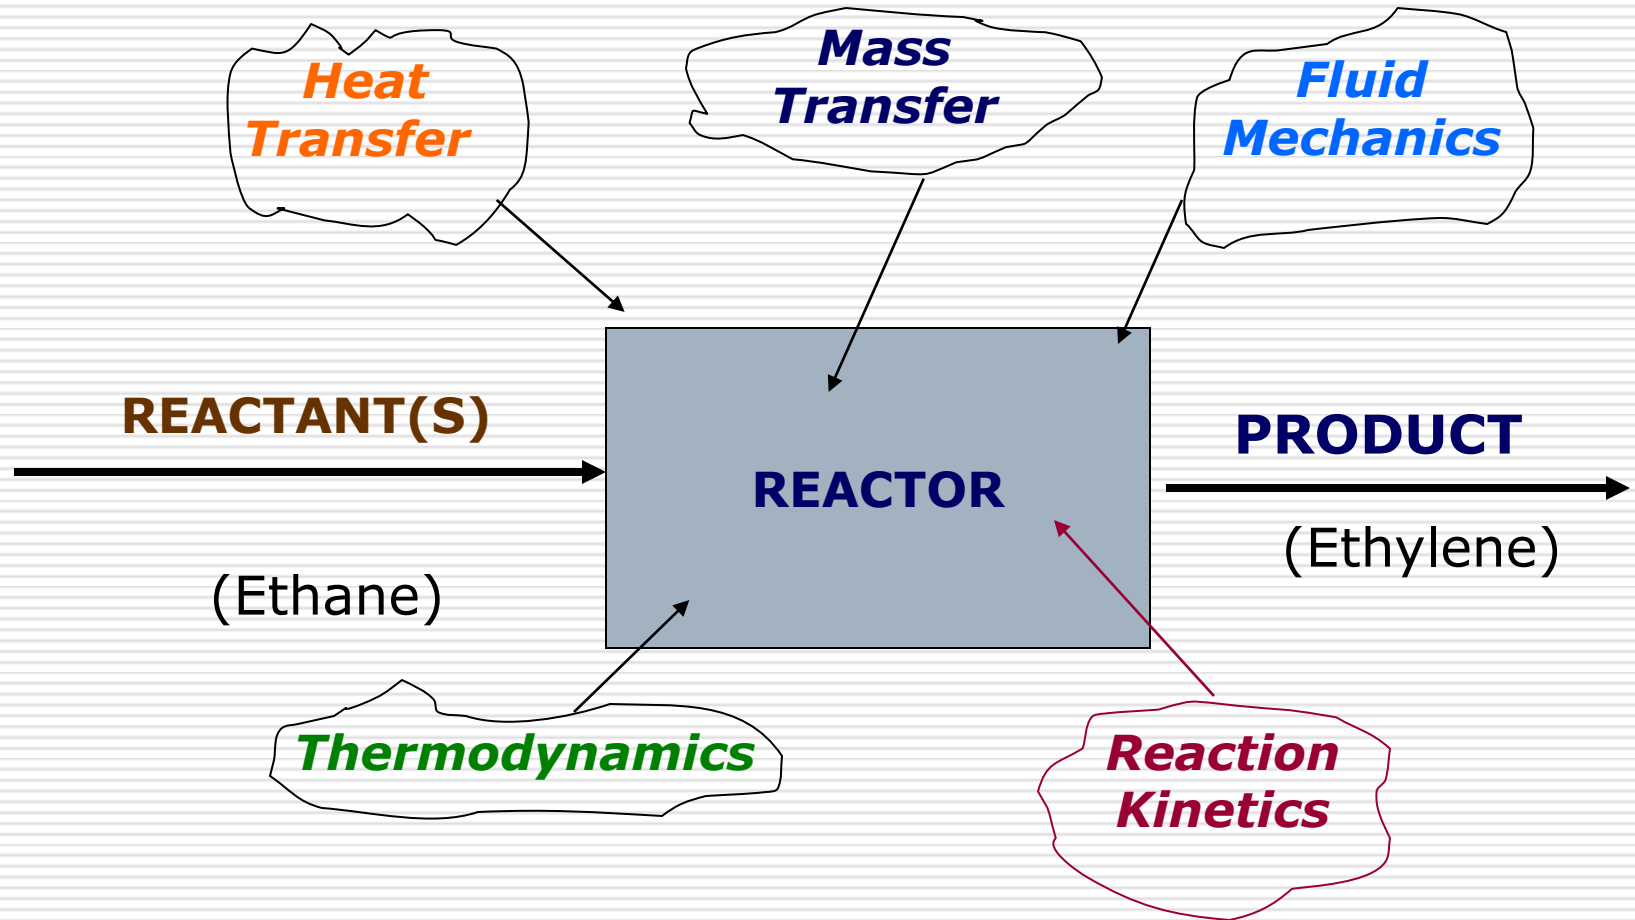 Heat
Transfer
Mass
Transfer
Fluid
Mechanics
REACTANT(S)
(Ethane)
REACTOR
PRODUCT
(Ethylene)
Thermodynamics
Reaction
Kinetics